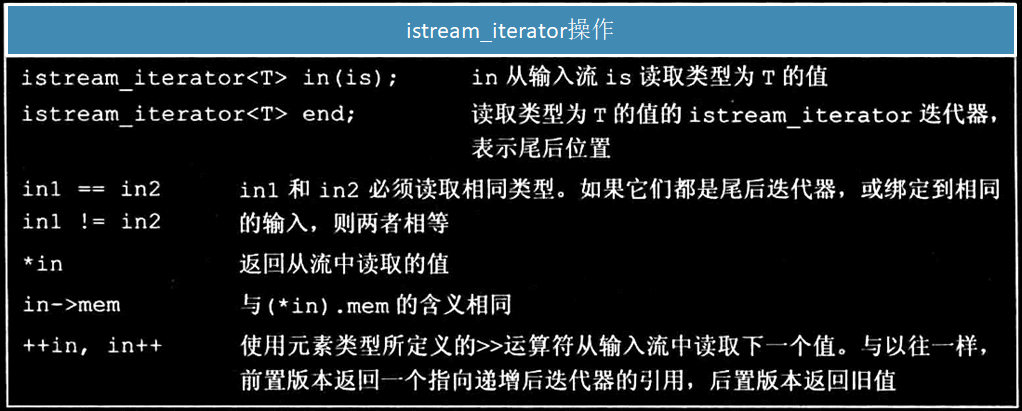 istream_iterator操作
istream_iterator<T> in(is); in 从输入流 is 读取类型为 T 的值
istream_iterator<T> end; 读取类型为 T 的值的 istream_iterator 迭代器，
表示尾后位置
in1 == in2 in1 和 in2 必须读取相同类型。如果它们都是尾后迭代器，或绑定到相同
in1 != in2 的输入，则两者相等
*in 返回从流中读取的值
in->mem 与(*in).mem 的含义相同
++in, in++ 使用元素类型所定义的>>运算符从输入流中读取下一个值。与以往一样，
前置版本返回一个指向递增后迭代器的引用，后置版本返回旧值